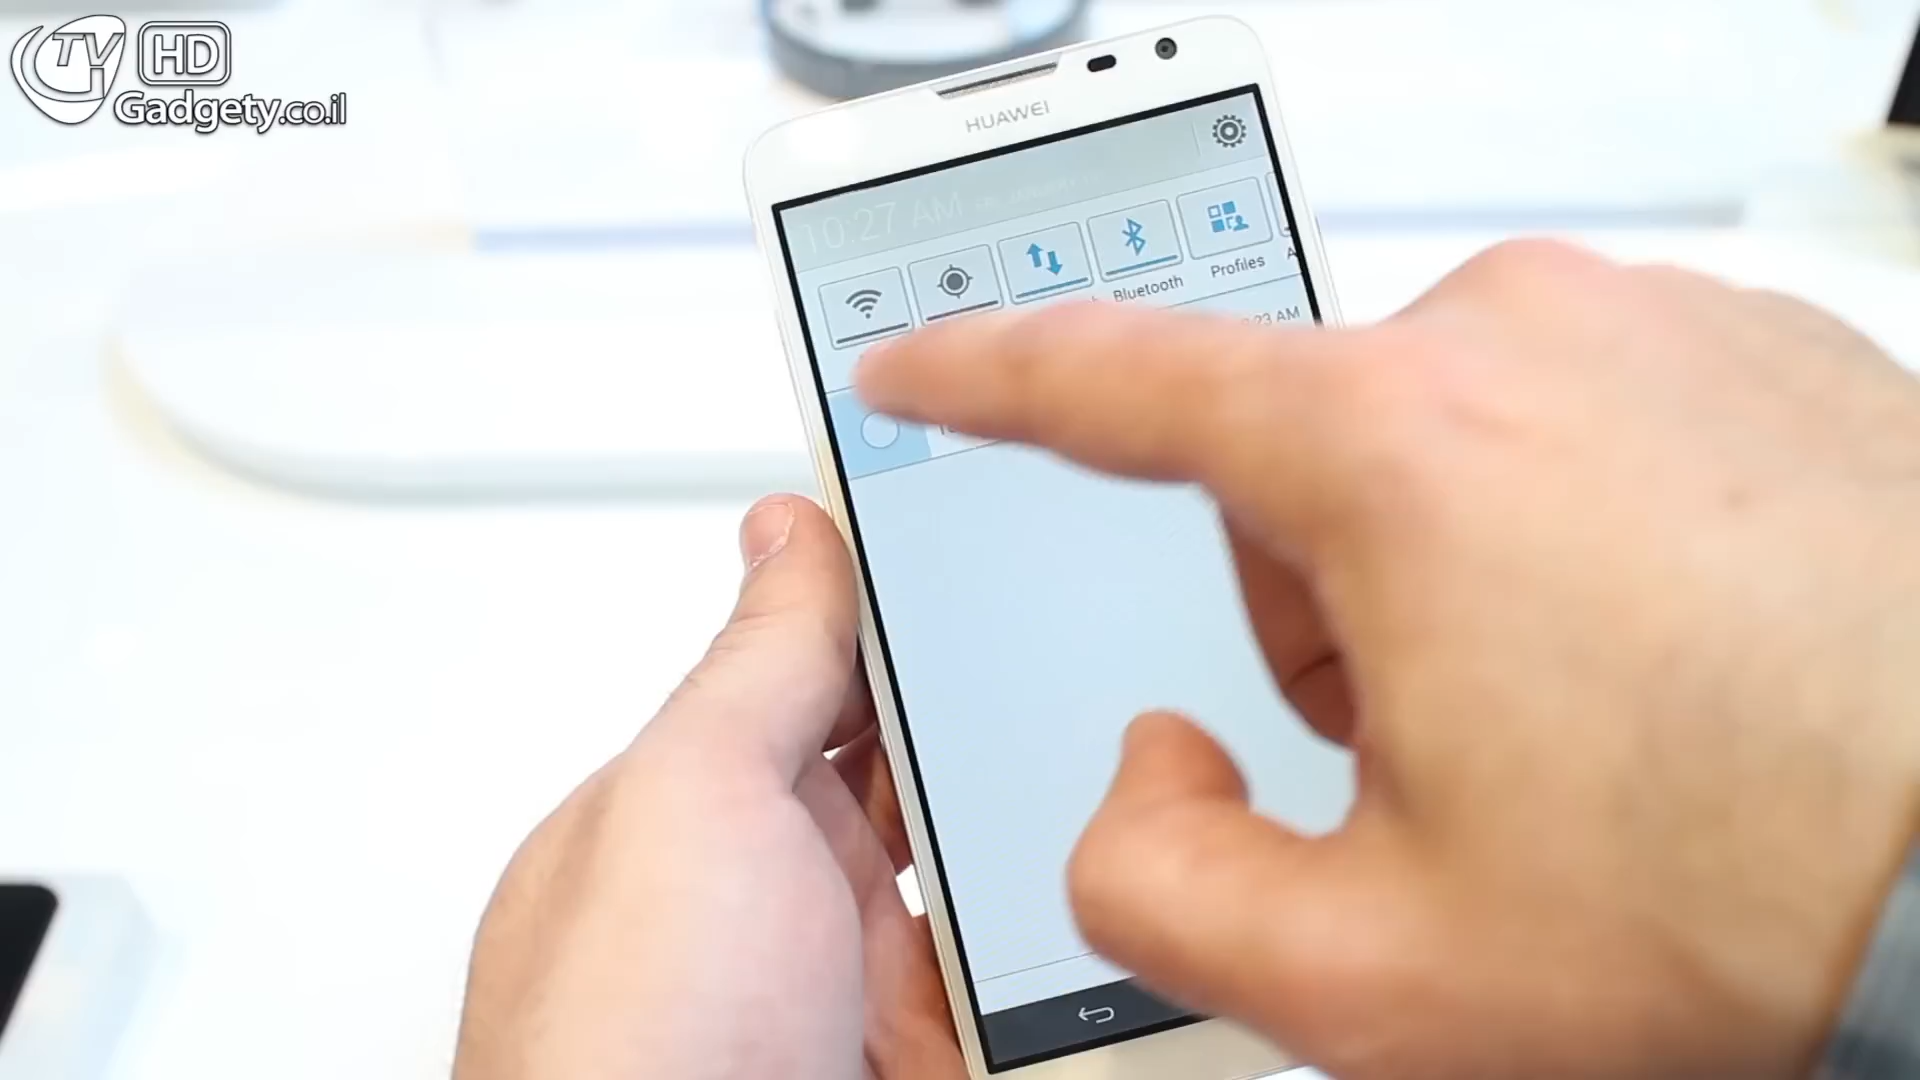 TV HD
Gadgety.co.il
HUAWEI
10:27 AM
Bluetooth
Profiles